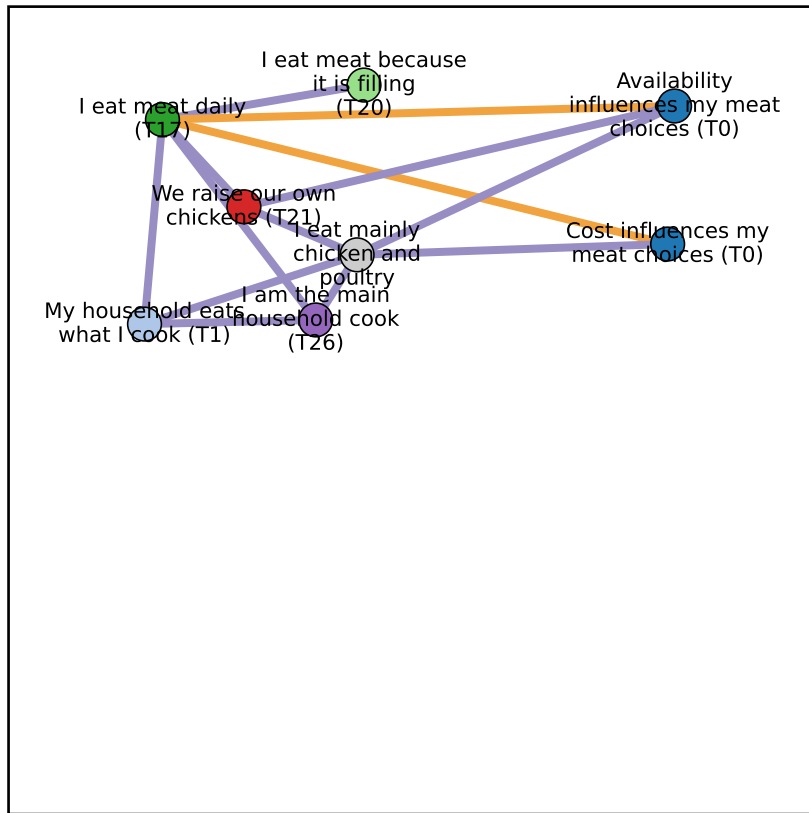 I eat meat because
it is filling
(T20)
Availability
influences my meat
choices (T0)
I eat meat daily
(T17)
We raise our own
chickens (T21)
I eat mainly
chicken and
poultry
Cost influences my
meat choices (T0)
My household eats
what I cook (T1)
I am the main
household cook
(T26)